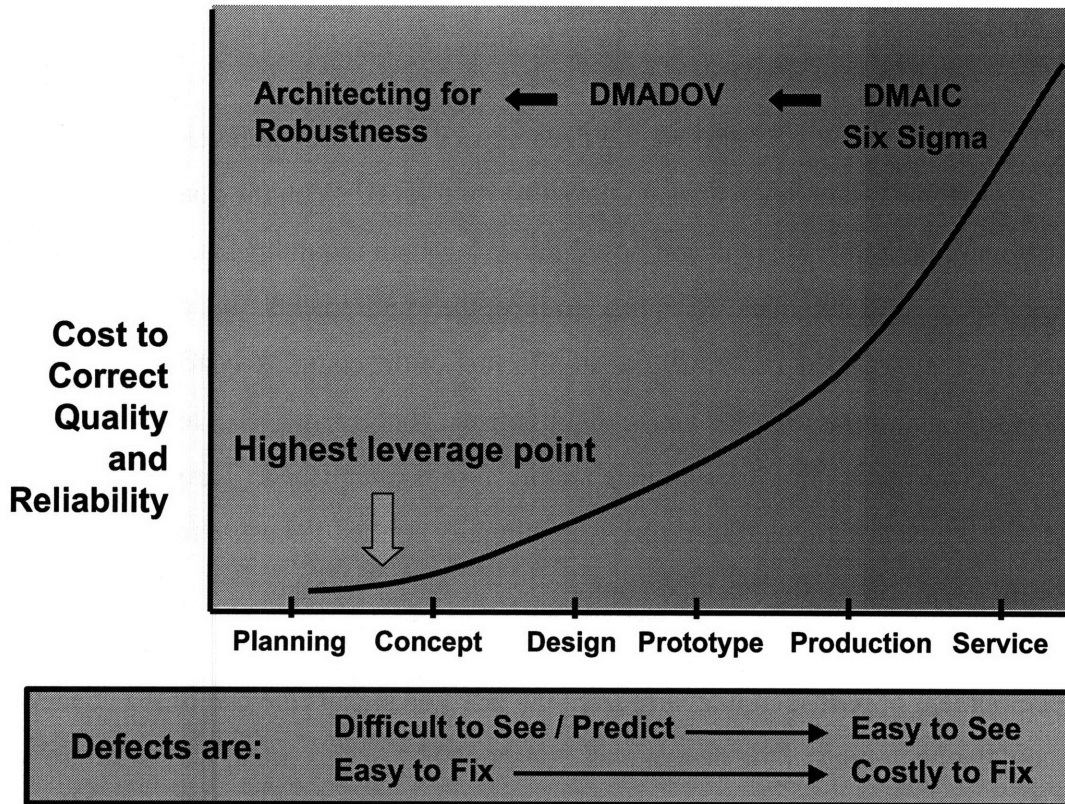 Architecting for
Robustness
DMADOV
DMAIC
Six Sigma
Cost to
Correct
Quality
and
Reliability
Highest leverage point
Planning
Concept
Design
Prototype
Production
Service
Defects are:
Difficult to See / Predict
Easy to See
Easy to Fix
Costly to Fix